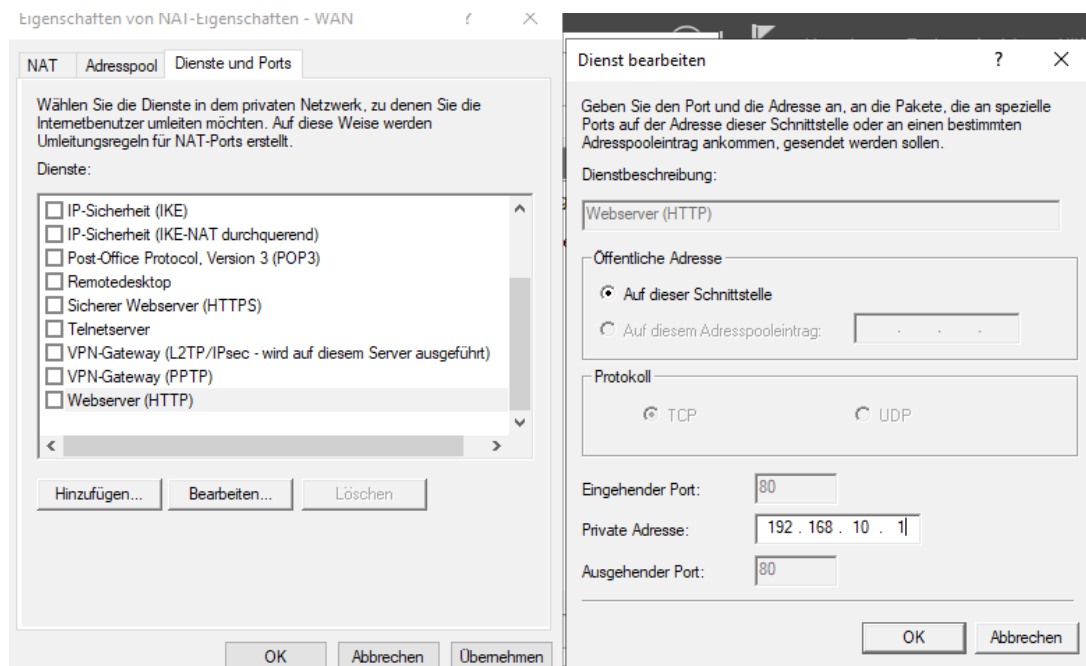 Eigenschaften von NAT-Eigenschaften - WAN
NAT
Adresspool
Dienste und Ports
Wählen Sie die Dienste in dem privaten Netzwerk, zu denen Sie die
Internetbenutzer umleiten möchten. Auf diese Weise werden
Umleitungsregeln für NAT-Ports erstellt.
Dienste:
IP-Sicherheit (IKE)
IP-Sicherheit (IKE-NAT durchquerend)
Post-Office Protocol, Version 3 (POP3)
Remotedesktop
Sicherer Webserver (HTTPS)
Telnetserver
VPN-Gateway (L2TP/IPsec - wird auf diesem Server ausgeführt)
VPN-Gateway (PPTP)
Webserver (HTTP)
Hinzufügen...
Bearbeiten...
Löschen
OK
Abbrechen
Übernehmen
Dienst bearbeiten
Geben Sie den Port und die Adresse an, an die Pakete, die an spezielle
Ports auf der Adresse dieser Schnittstelle oder an einen bestimmten
Adresspooleintrag ankommen, gesendet werden sollen.
Dienstbeschreibung:
Webserver (HTTP)
Öffentliche Adresse
Auf dieser Schnittstelle
Auf diesem Adresspooleintrag:
. . .
Protokoll
TCP
UDP
Eingehender Port:
80
Private Adresse:
192 . 168 . 10 . 1
Ausgehender Port:
80
OK
Abbrechen